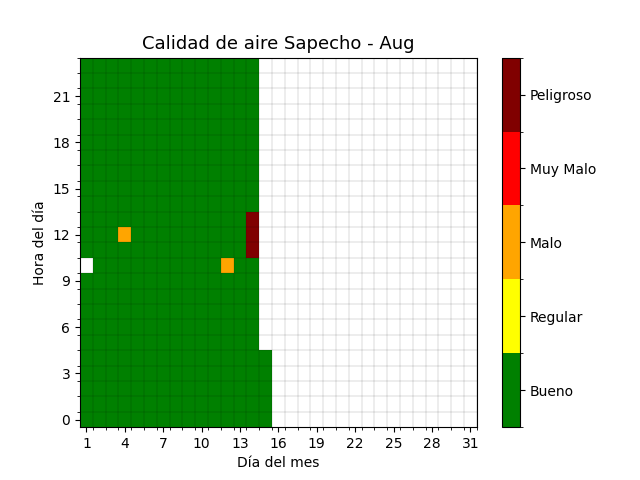 Calidad de aire Sapecho - Aug
Hora del día
21
18
15
12
9
6
3
0
1 4 7 10 13 16 19 22 25 28 31
Día del mes
Peligroso
Muy Malo
Malo
Regular
Bueno